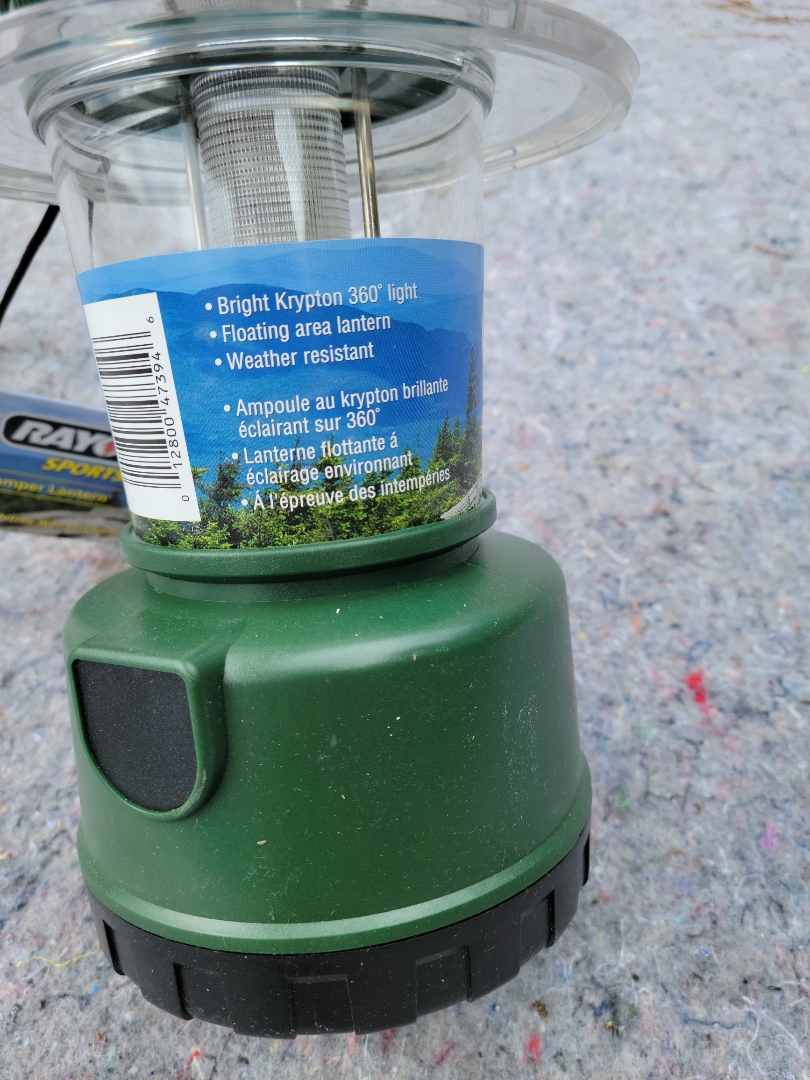 • Bright Krypton 360° light
• Floating area lantern
• Weather resistant
• Ampoule au krypton brillante
éclairant sur 360°
• Lanterne flottante á
éclairage environnant
• Á l'épreuve des intempéries
0 12800 47394 6
SPORTS
Lantern